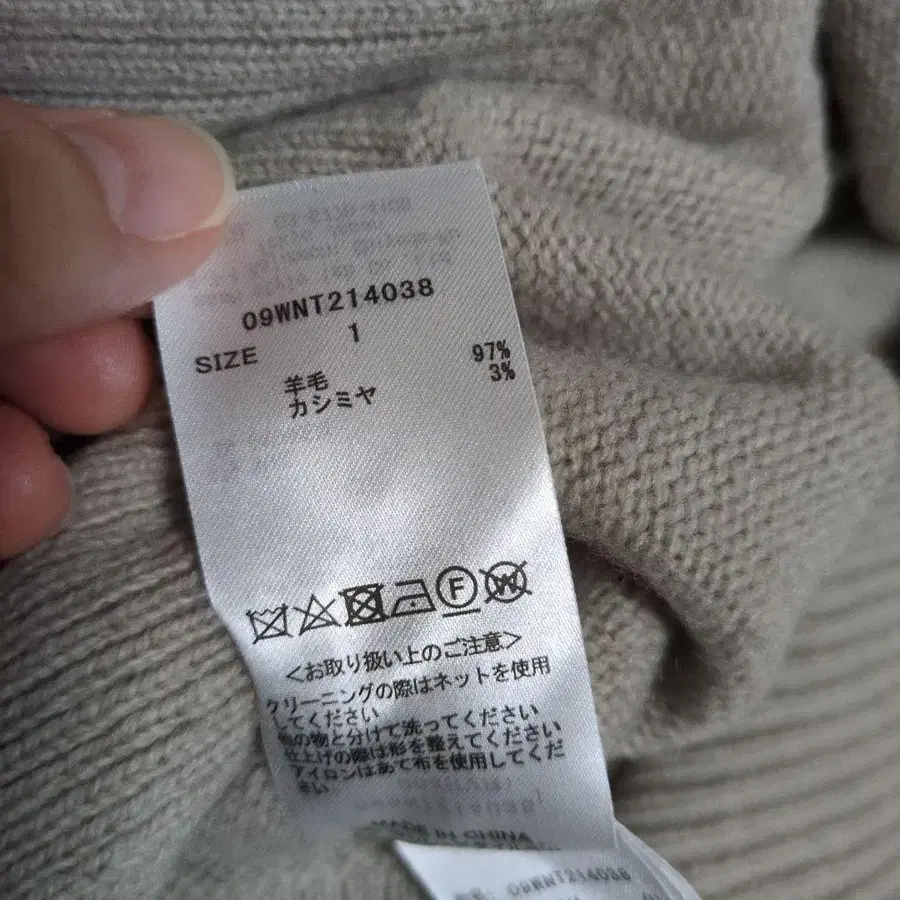 09WNT214038
SIZE 1
羊毛 97%
カシミヤ 3%
F W
<お取り扱い上のご注意>
クリーニングの際はネットを使用
してください
の物と分けて洗ってください
仕上げの際は形を整えてください
アイロンはあて布を使用してくだ
さい
MADE IN CHINA
09WNT214038